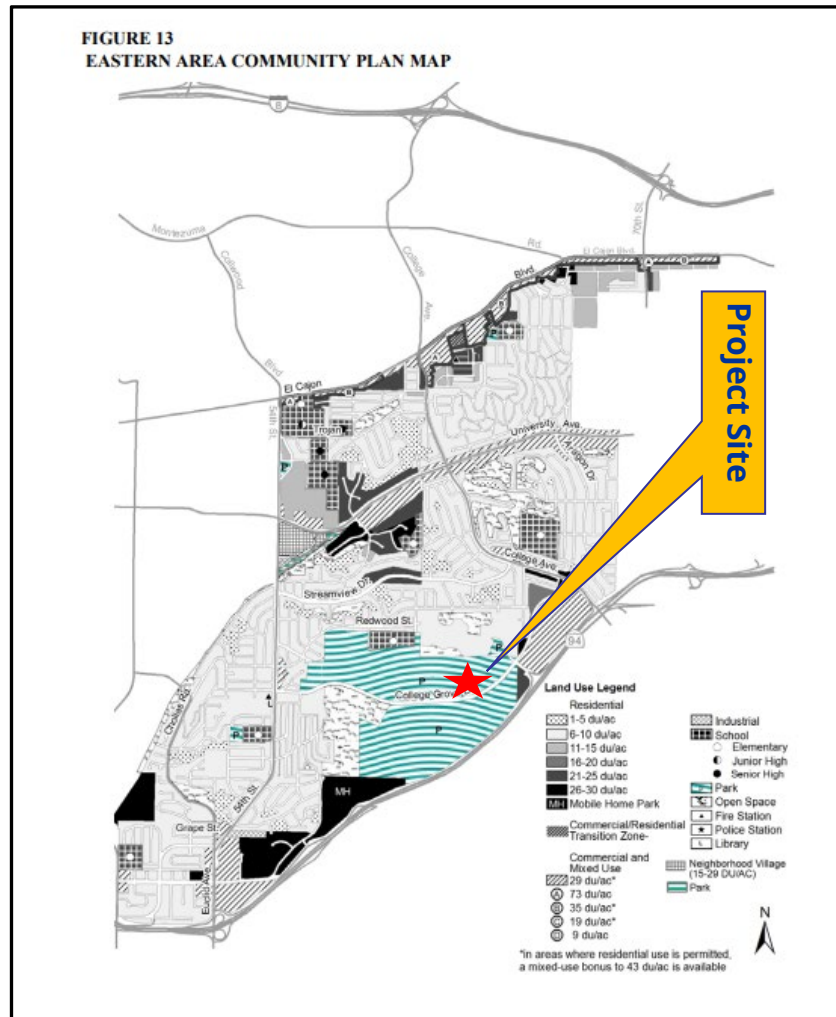 FIGURE 13
EASTERN AREA COMMUNITY PLAN MAP
8
Montezuma
Collwood
Blvd
College
Ave.
Rd.
70th St.
El Cajon Blvd.
A
B
Blvd
B
P
A
El Cajon
A
B
54th St.
Trojan
P
University Ave.
Aragon Dr
College Ave.
Streamview Dr.
Redwood St.
P
94
P
College Grove
P
Chollas Rd.
L
P
54th St.
MH
Grape St.
Euclid Ave.
Project Site
Land Use Legend
Residential
1-5 du/ac
6-10 du/ac
11-15 du/ac
16-20 du/ac
21-25 du/ac
26-30 du/ac
MH Mobile Home Park
Commercial/Residential
Transition Zone-
Commercial and
Mixed Use
29 du/ac*
A 73 du/ac
B 35 du/ac*
C 19 du/ac*
D 9 du/ac
Industrial
School
Elementary
Junior High
Senior High
Park
Open Space
Fire Station
Police Station
L Library
Neighborhood Village
(15-29 DU/AC)
Park
N
*in areas where residential use is permitted,
a mixed-use bonus to 43 du/ac is available